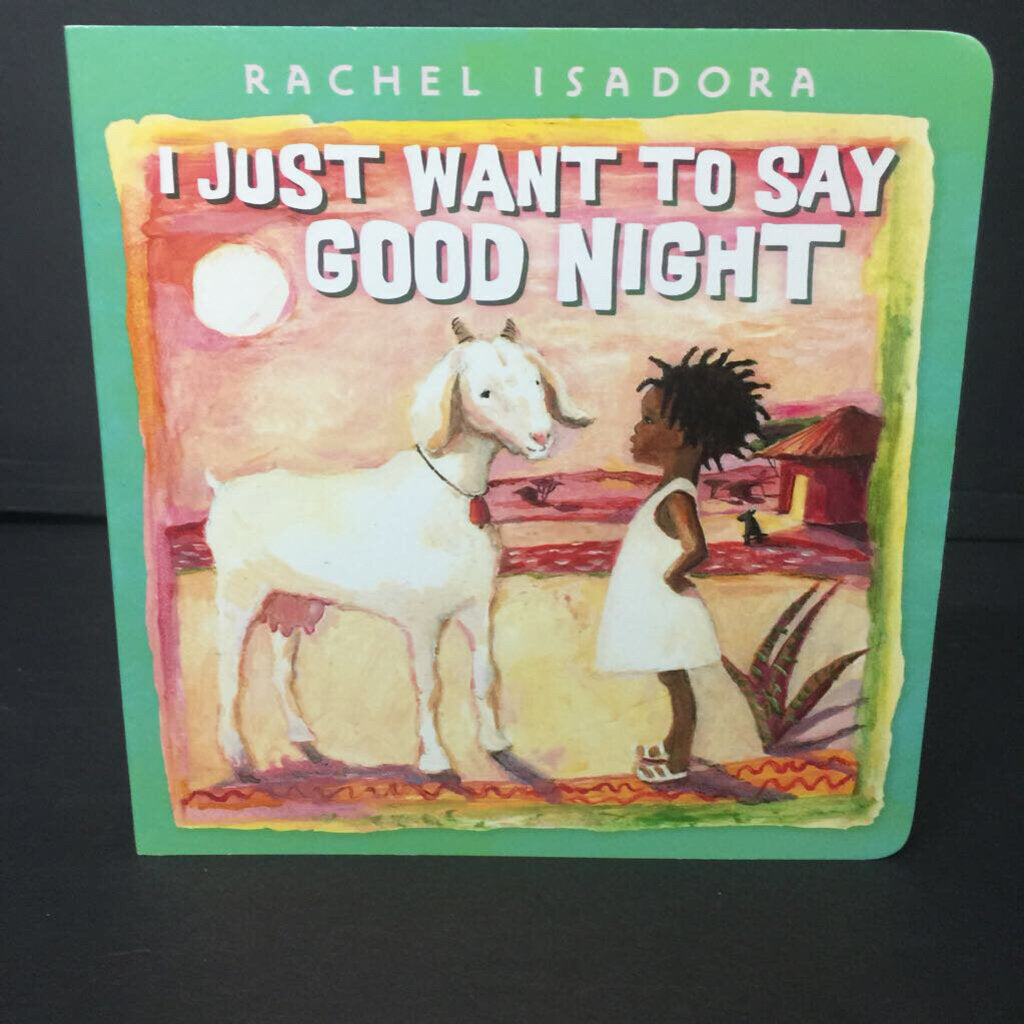 RACHEL ISADORA
I JUST WANT TO SAY
GOOD NIGHT